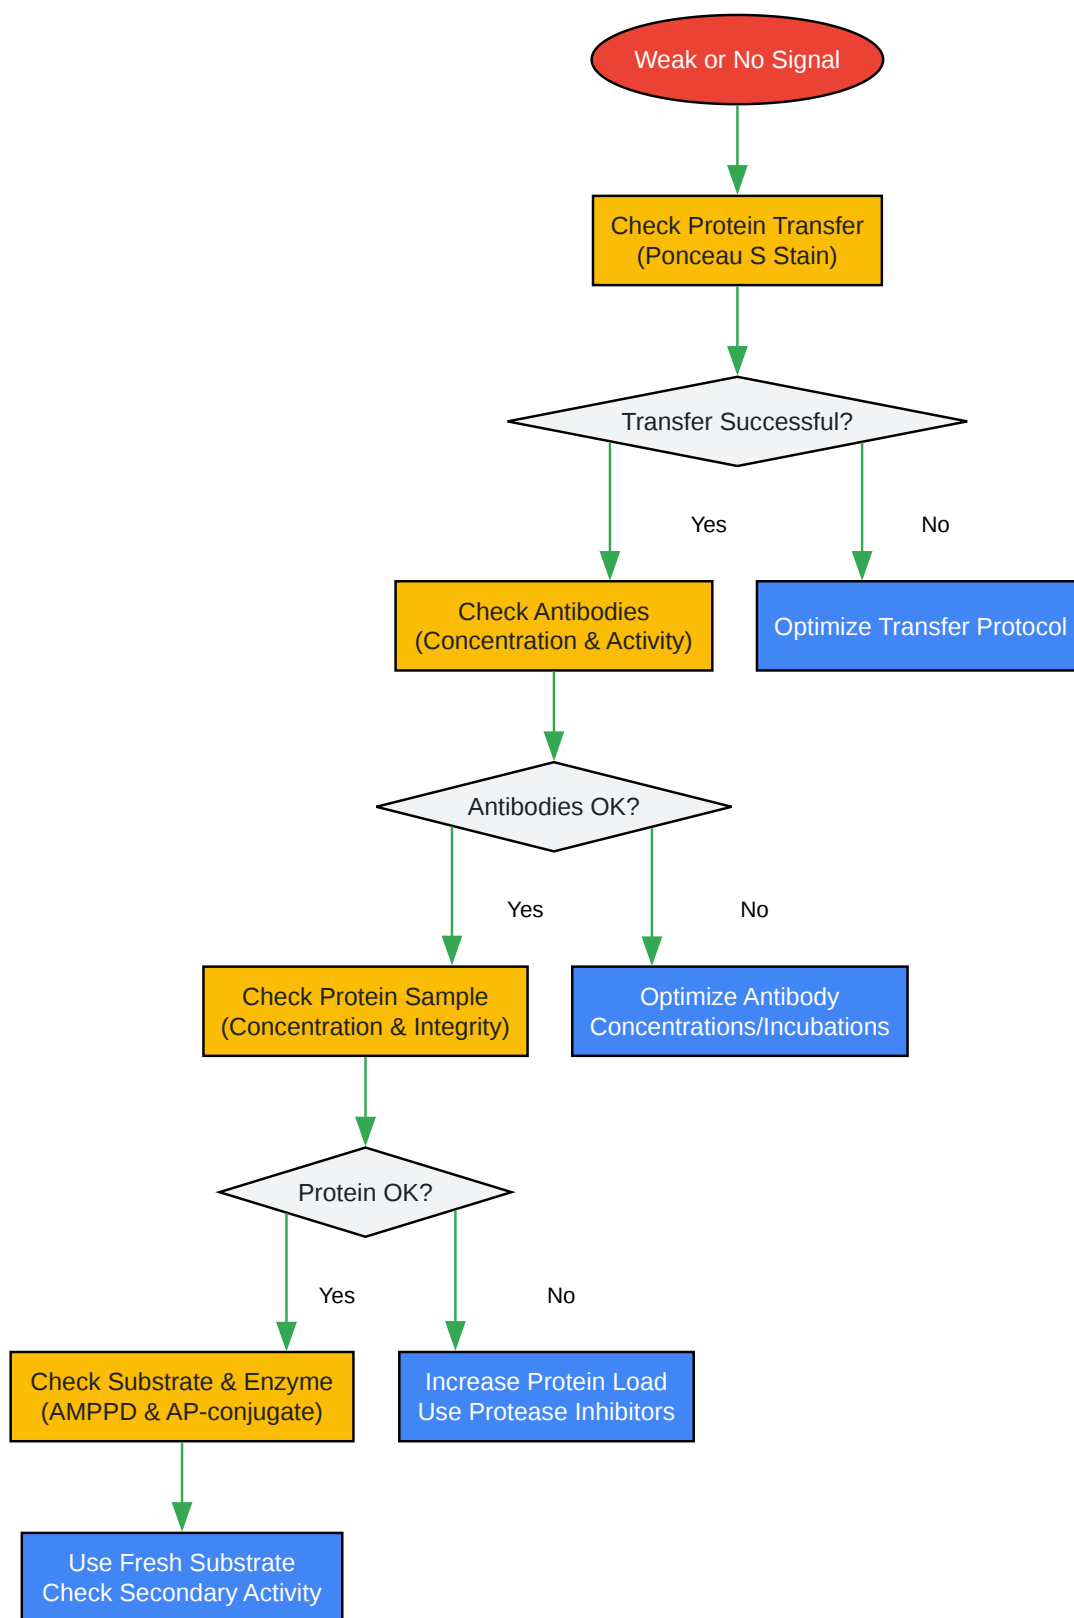 Weak or No Signal
Check Protein Transfer
(Ponceau S Stain)
Transfer Successful?
Yes
No
Check Antibodies
(Concentration & Activity)
Optimize Transfer Protocol
Antibodies OK?
Yes
No
Check Protein Sample
(Concentration & Integrity)
Optimize Antibody
Concentrations/Incubations
Protein OK?
Yes
No
Check Substrate & Enzyme
(AMPPD & AP-conjugate)
Increase Protein Load
Use Protease Inhibitors
Use Fresh Substrate
Check Secondary Activity